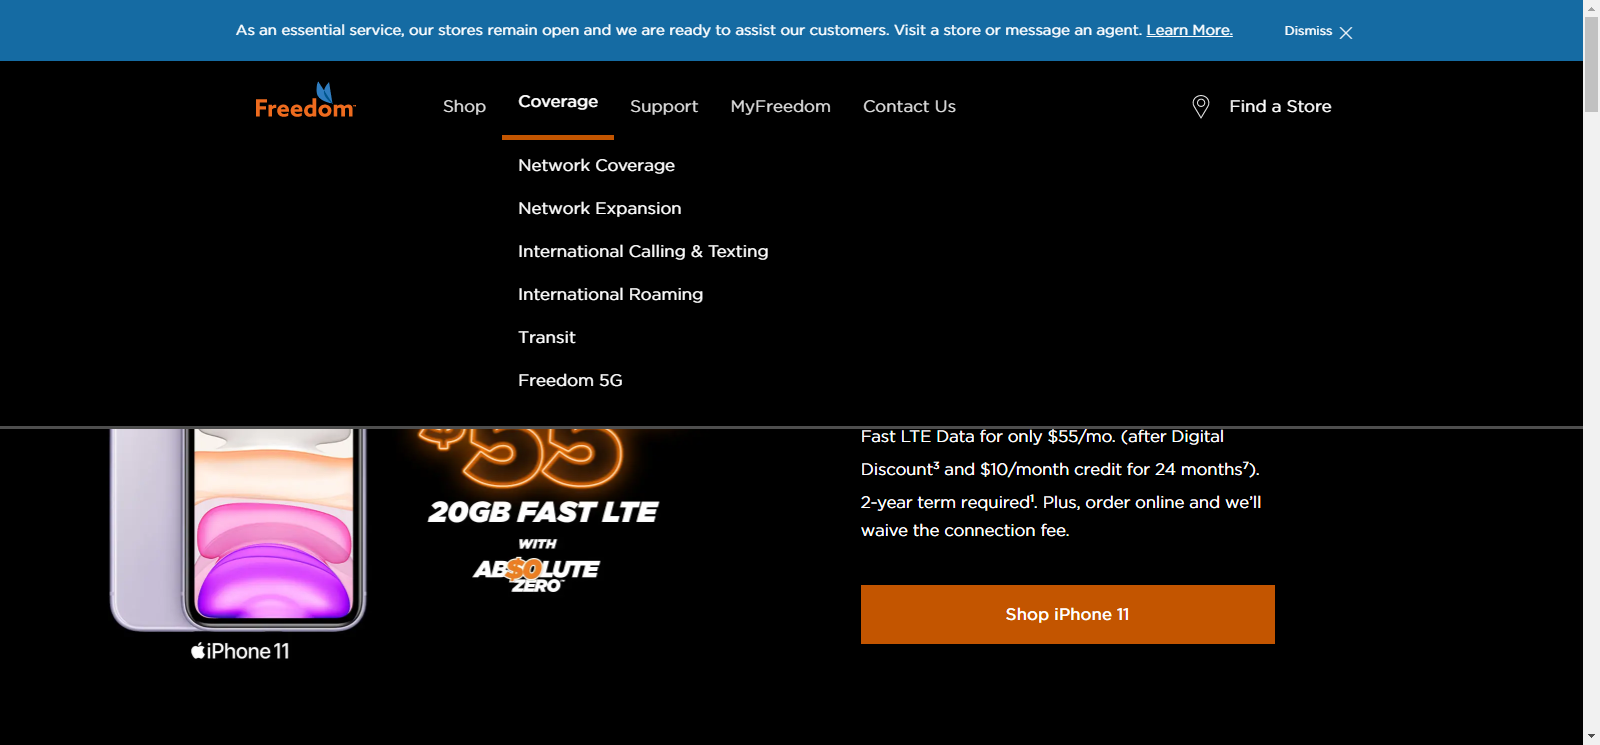 As an essential service, our stores remain open and we are ready to assist our customers. Visit a store or message an agent. Learn More.
Dismiss
Freedom
Shop
Coverage
Support
MyFreedom
Contact Us
Find a Store
Network Coverage
Network Expansion
International Calling & Texting
International Roaming
Transit
Freedom 5G
$55
20GB FAST LTE
WITH
AB$0LUTE
ZERO™
iPhone 11
Fast LTE Data for only $55/mo. (after Digital
Discount³ and $10/month credit for 24 months⁷).
2-year term required¹. Plus, order online and we’ll
waive the connection fee.
Shop iPhone 11